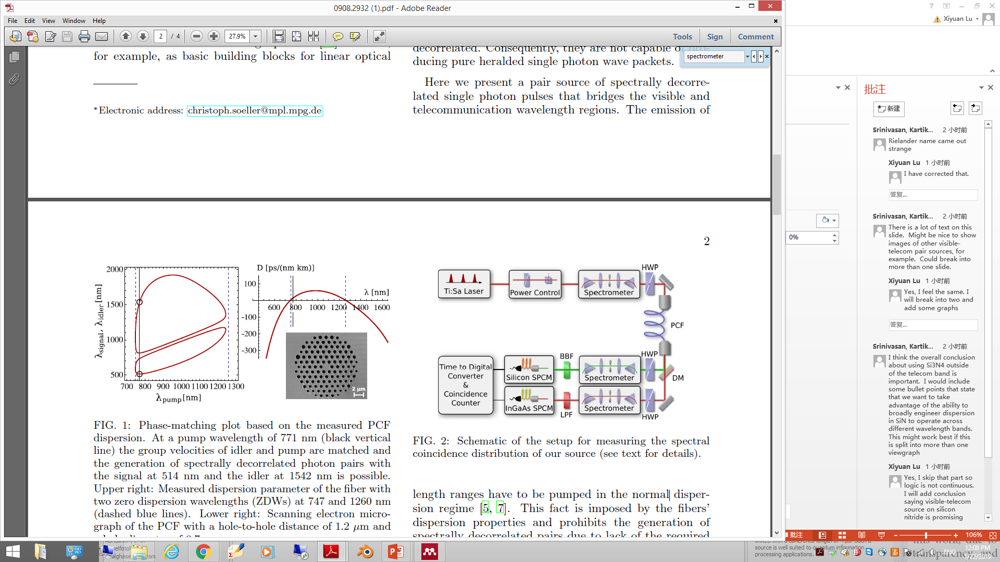 0908.2932 (1).pdf - Adobe Reader
File Edit View Window Help
2 / 4
27.9%
Tools Sign Comment
spectrometer
for example, as basic building blocks for linear optical
*Electronic address: christoph.soeller@mpl.mpg.de
decorrelated. Consequently, they are not capable of pro-
ducing pure heralded single photon wave packets.
Here we present a pair source of spectrally decorre-
lated single photon pulses that bridges the visible and
telecommunication wavelength regions. The emission of
2
λsignal, λidler [nm]
2000
1500
1000
500
700 800 900 1000 1100 1200 1300
λpump [nm]
D [ps/(nm km)]
100
-100
-200
-300
λ [nm]
600 800 1000 1200 1400 1600
2 μm
FIG. 1: Phase-matching plot based on the measured PCF
dispersion. At a pump wavelength of 771 nm (black vertical
line) the group velocities of idler and pump are matched and
the generation of spectrally decorrelated photon pairs with
the signal at 514 nm and the idler at 1542 nm is possible.
Upper right: Measured dispersion parameter of the fiber with
two zero dispersion wavelengths (ZDWs) at 747 and 1260 nm
(dashed blue lines). Lower right: Scanning electron micro-
graph of the PCF with a hole-to-hole distance of 1.2 μm and
HWP
Ti:Sa Laser
Power Control
Spectrometer
PCF
BBF
HWP
Time to Digital
Converter
&
Coincidence
Counter
Silicon SPCM
Spectrometer
DM
InGaAs SPCM
Spectrometer
LPF
HWP
FIG. 2: Schematic of the setup for measuring the spectral
coincidence distribution of our source (see text for details).
length ranges have to be pumped in the normal disper-
sion regime [5, 7]. This fact is imposed by the fibers'
dispersion properties and prohibits the generation of
spectrally decorrelated pairs due to lack of the required
Xiyuan Lu
0%
批注
新建
Srinivasan, Kartik... 2 小时前
Rielander name came out
strange
Xiyuan Lu 1 小时前
I have corrected that.
答复...
Srinivasan, Kartik... 2 小时前
There is a lot of text on this
slide. Might be nice to show
images of other visible-
telecom pair sources, for
example. Could break into
more than one slide.
Xiyuan Lu 1 小时前
Yes, I feel the same. I
will break into two and
add some graphs
答复...
Srinivasan, Kartik... 2 小时前
I think the overall conclusion
about using Si3N4 outside
of the telecom band is
important. I would include
some bullet points that state
that we want to take
advantage of the ability to
broadly engineer dispersion
in SiN to operate across
different wavelength bands.
This might work best if this
is split into more than one
viewgraph
Xiyuan Lu 1 小时前
Yes, I skip that part so
logic is not continuous.
I will add conclusion
saying visible-telecom
source on silicon
nitride is promising
批注
106%
source is well suited to quantum information
processing applications.
transparency, and
ENG
12:08 PM
1/22/2019